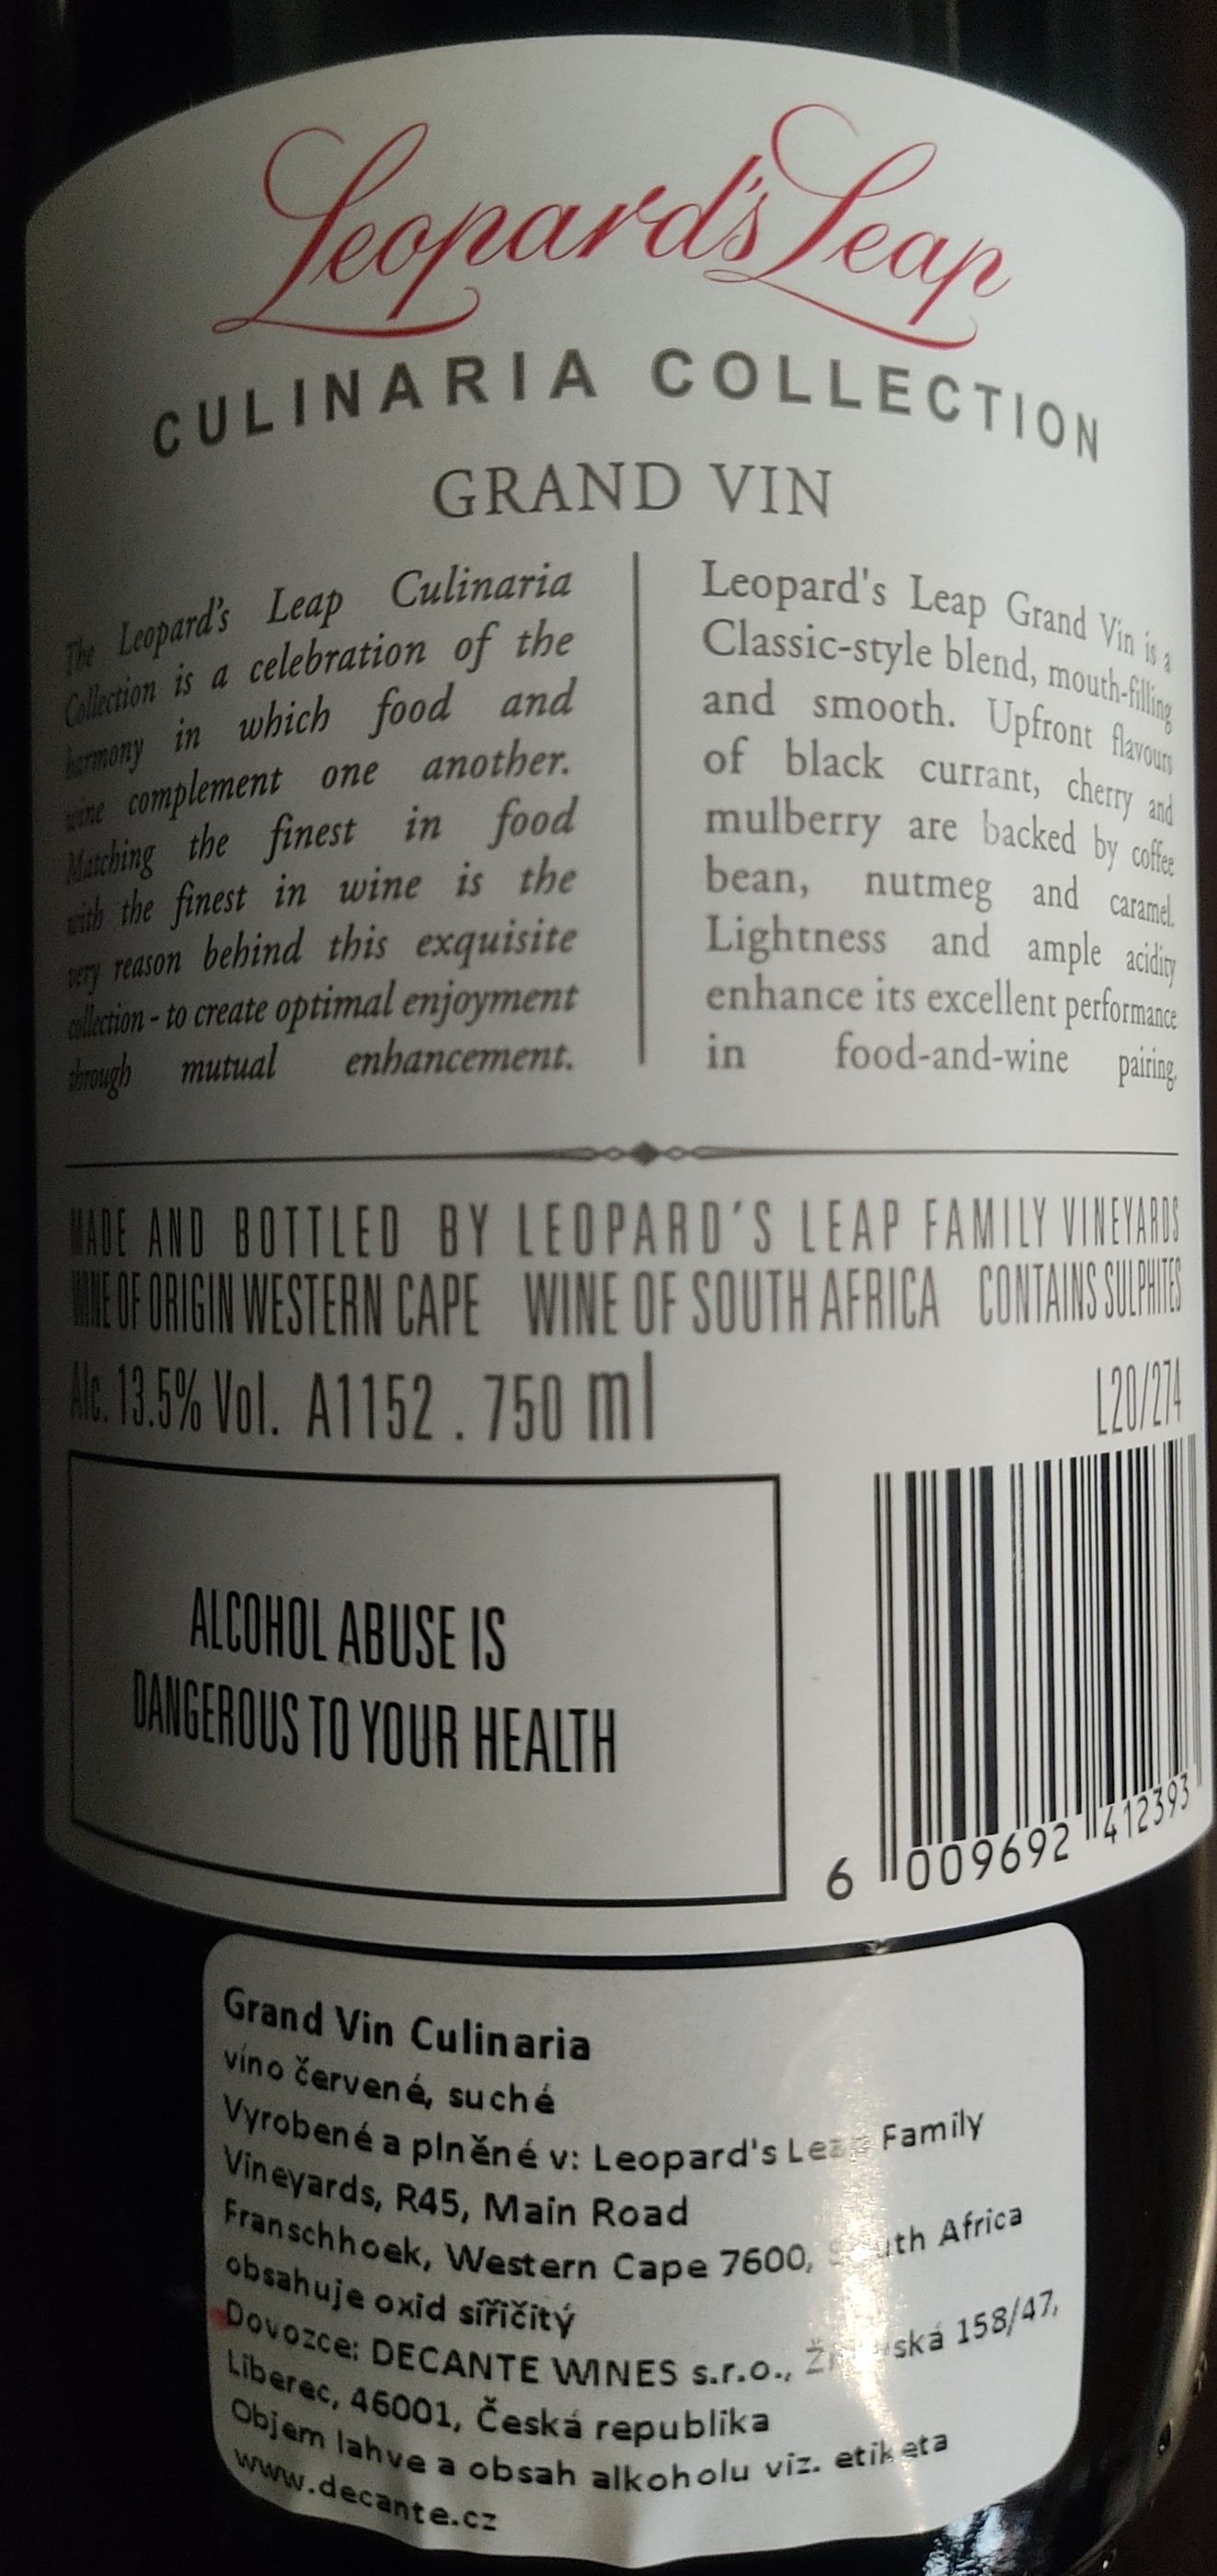 Leopard's Leap
CULINARIA COLLECTION
GRAND VIN
The Leopard's Leap Culinaria
Collection is a celebration of the
harmony in which food and
wine complement one another.
Matching the finest in food
with the finest in wine is the
very reason behind this exquisite
collection - to create optimal enjoyment
through mutual enhancement.
Leopard's Leap Grand Vin is a
Classic-style blend, mouth-filling
and smooth. Upfront flavours
of black currant, cherry and
mulberry are backed by coffee
bean, nutmeg and caramel.
Lightness and ample acidity
enhance its excellent performance
in food-and-wine pairing.
MADE AND BOTTLED BY LEOPARD'S LEAP FAMILY VINEYARDS
WINE OF ORIGIN WESTERN CAPE WINE OF SOUTH AFRICA CONTAINS SULPHITES
Alc. 13.5% Vol. A1152 . 750 ml
L20/274
ALCOHOL ABUSE IS
DANGEROUS TO YOUR HEALTH
6 009692 412393
Grand Vin Culinaria
víno červené, suché
Vyrobené a plněné v: Leopard's Leap Family
Vineyards, R45, Main Road
Franschhoek, Western Cape 7600, South Africa
obsahuje oxid siřičitý
Dovozce: DECANTE WINES s.r.o., 158/47,
Liberec, 46001, Česká republika
Objem lahve a obsah alkoholu viz. etiketa
www.decante.cz